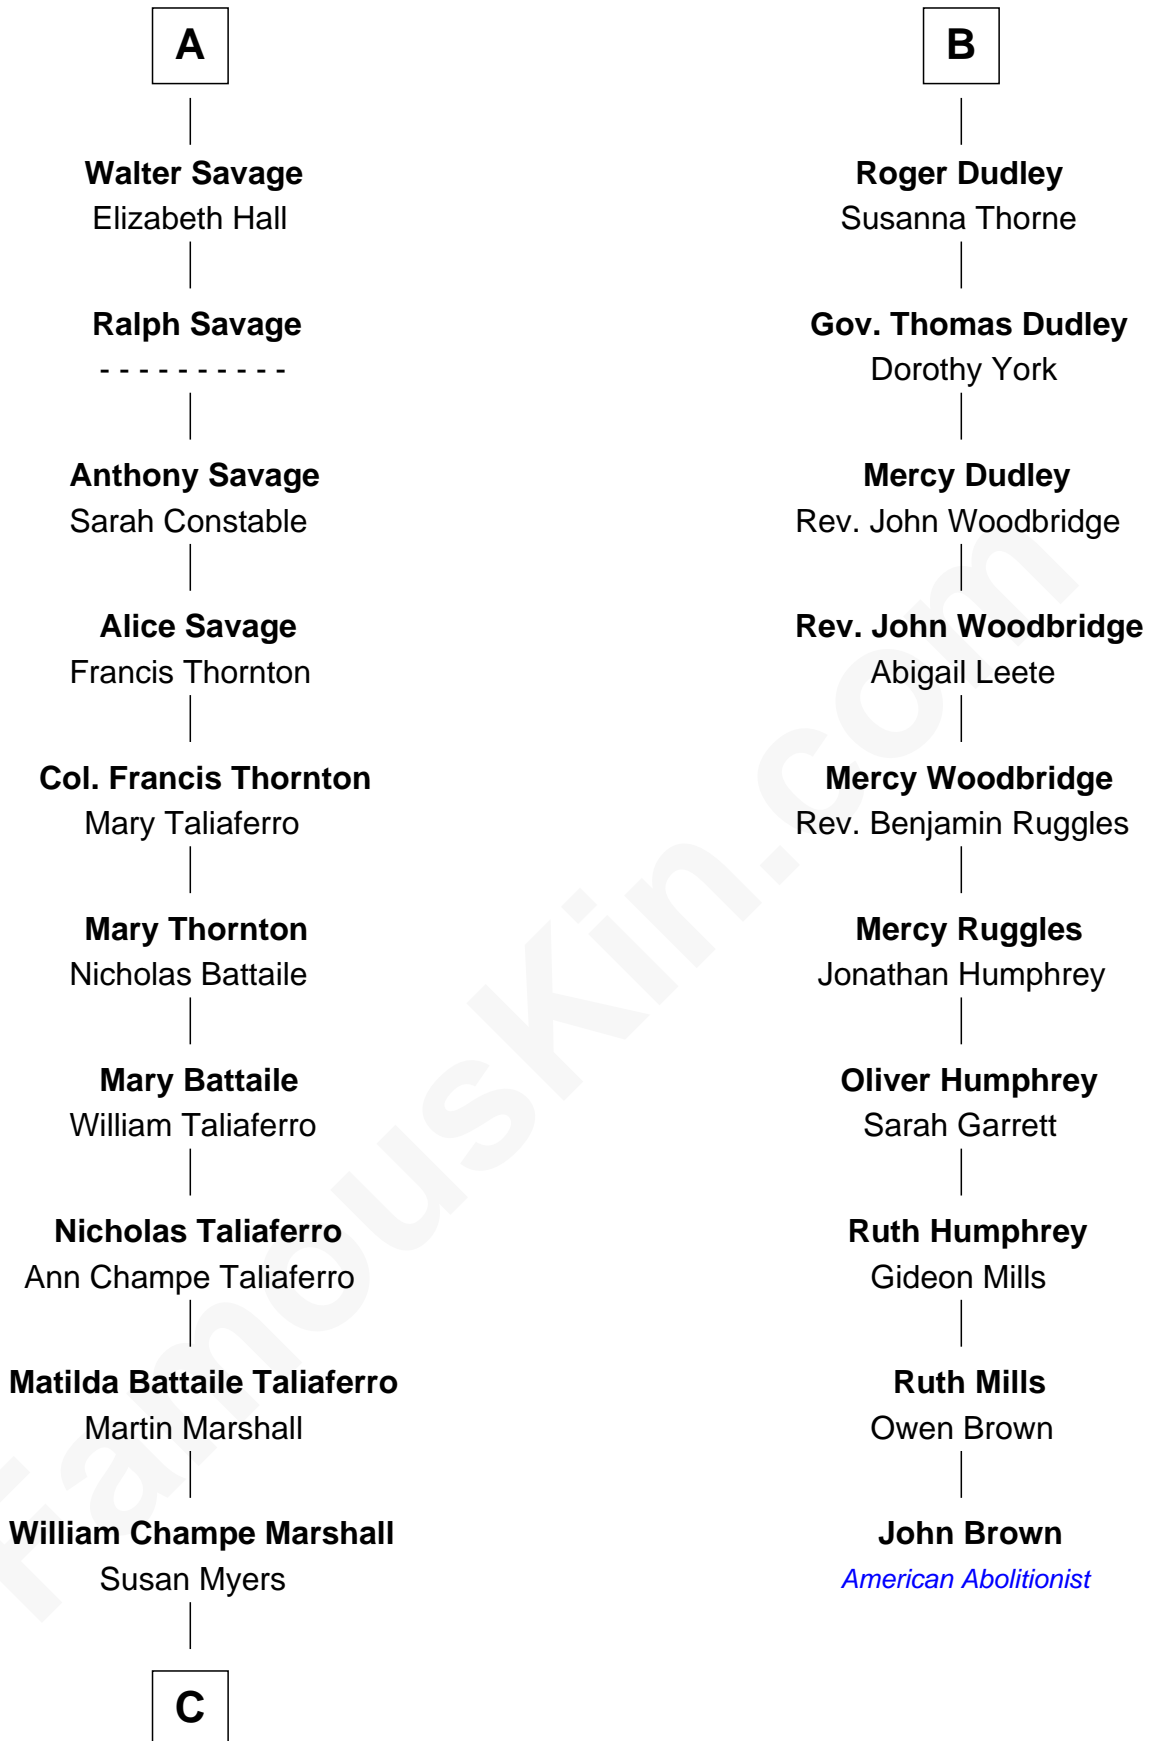 A
Walter Savage
Elizabeth Hall
Ralph Savage
- - - - - - - - - -
Anthony Savage
Sarah Constable
Alice Savage
Francis Thornton
Col. Francis Thornton
Mary Taliaferro
Mary Thornton
Nicholas Battaile
Mary Battaile
William Taliaferro
Nicholas Taliaferro
Ann Champe Taliaferro
Matilda Battaile Taliaferro
Martin Marshall
William Champe Marshall
Susan Myers
C
B
Roger Dudley
Susanna Thorne
Gov. Thomas Dudley
Dorothy York
Mercy Dudley
Rev. John Woodbridge
Rev. John Woodbridge
Abigail Leete
Mercy Woodbridge
Rev. Benjamin Ruggles
Mercy Ruggles
Jonathan Humphrey
Oliver Humphrey
Sarah Garrett
Ruth Humphrey
Gideon Mills
Ruth Mills
Owen Brown
John Brown
American Abolitionist
FamousKin.com